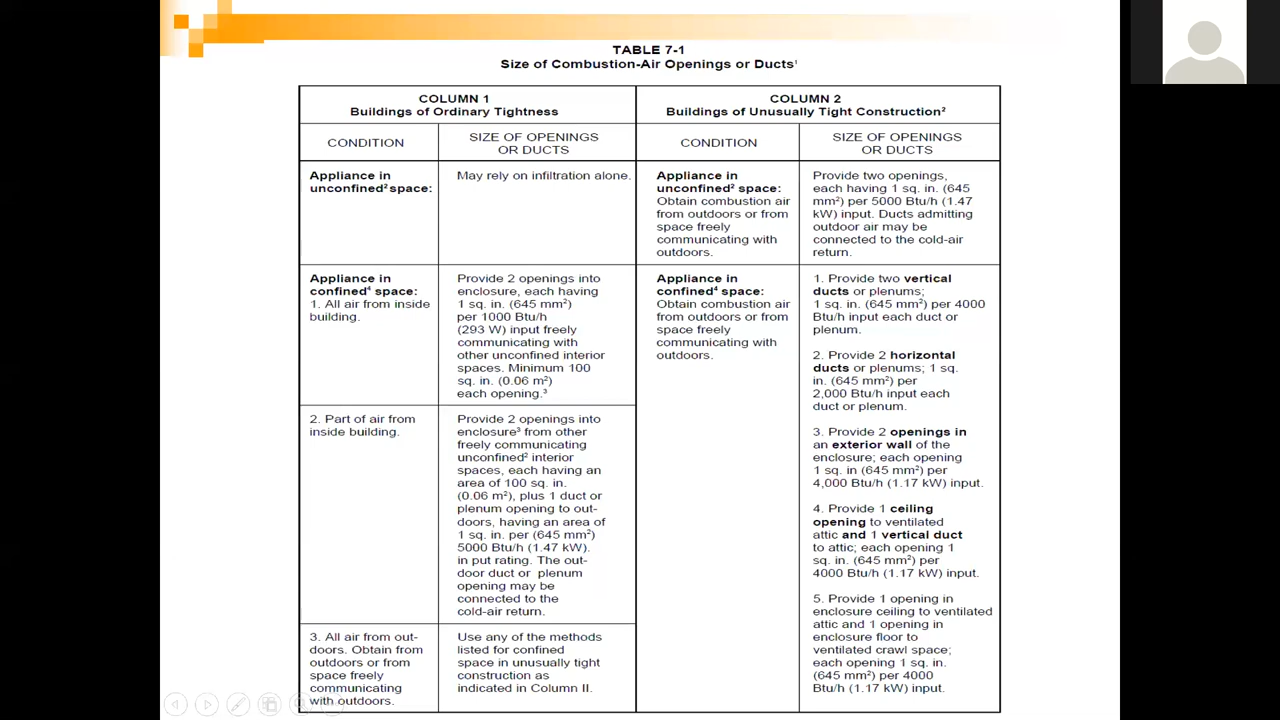 TABLE 7-1
Size of Combustion-Air Openings or Ducts¹
COLUMN 1
Buildings of Ordinary Tightness
COLUMN 2
Buildings of Unusually Tight Construction²
CONDITION
SIZE OF OPENINGS
OR DUCTS
CONDITION
SIZE OF OPENINGS
OR DUCTS
Appliance in
unconfined² space:
May rely on infiltration alone.
Appliance in
unconfined² space:
Obtain combustion air
from outdoors or from
space freely
communicating with
outdoors.
Provide two openings,
each having 1 sq. in. (645
mm²) per 5000 Btu/h (1.47
kW) input. Ducts admitting
outdoor air may be
connected to the cold-air
return.
Appliance in
confined⁴ space:
1. All air from inside
building.
Provide 2 openings into
enclosure, each having
1 sq. in. (645 mm²)
per 1000 Btu/h
(293 W) input freely
communicating with
other unconfined interior
spaces. Minimum 100
sq. in. (0.06 m²)
each opening.³
Appliance in
confined⁴ space:
Obtain combustion air
from outdoors or from
space freely
communicating with
outdoors.
1. Provide two vertical
ducts or plenums;
1 sq. in. (645 mm²) per 4000
Btu/h input each duct or
plenum.
2. Provide 2 horizontal
ducts or plenums; 1 sq.
in. (645 mm²) per
2,000 Btu/h input each
duct or plenum.
3. Provide 2 openings in
an exterior wall of the
enclosure; each opening
1 sq. in (645 mm²) per
4,000 Btu/h (1.17 kW) input.
4. Provide 1 ceiling
opening to ventilated
attic and 1 vertical duct
to attic; each opening 1
sq. in. (645 mm²) per
4000 Btu/h (1.17 kW) input.
5. Provide 1 opening in
enclosure ceiling to ventilated
attic and 1 opening in
enclosure floor to
ventilated crawl space;
each opening 1 sq. in.
(645 mm²) per 4000
Btu/h (1.17 kW) input.
2. Part of air from
inside building.
Provide 2 openings into
enclosure³ from other
freely communicating
unconfined² interior
spaces, each having an
area of 100 sq. in.
(0.06 m²), plus 1 duct or
plenum opening to out-
doors, having an area of
1 sq. in. per (645 mm²)
5000 Btu/h (1.47 kW).
in put rating. The out-
door duct or plenum
opening may be
connected to the
cold-air return.
3. All air from out-
doors. Obtain from
outdoors or from
space freely
communicating
with outdoors.
Use any of the methods
listed for confined
space in unusually tight
construction as
indicated in Column II.